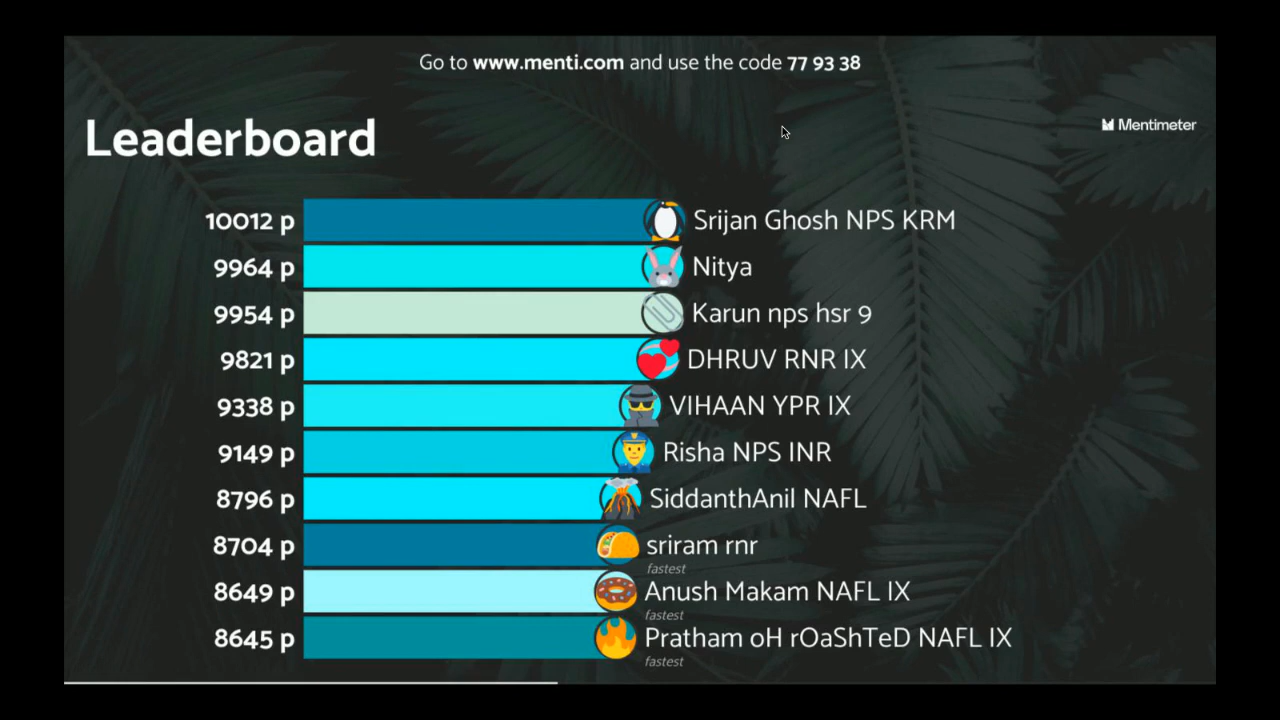 Go to www.menti.com and use the code 77 93 38
Leaderboard
Mentimeter
10012 p Srijan Ghosh NPS KRM
9964 p Nitya
9954 p Karun nps hsr 9
9821 p DHRUV RNR IX
9338 p VIHAAN YPR IX
9149 p Risha NPS INR
8796 p SiddanthAnil NAFL
8704 p sriram rnr
fastest
8649 p Anush Makam NAFL IX
fastest
8645 p Pratham oH rOaShTeD NAFL IX
fastest